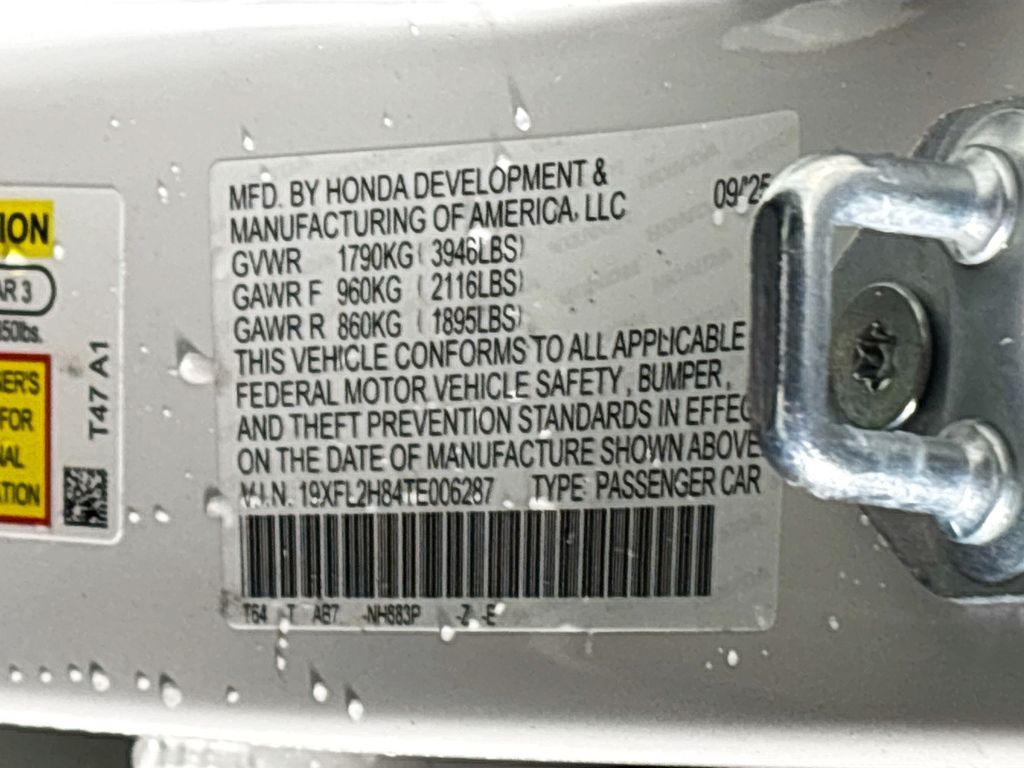 MFD. BY HONDA DEVELOPMENT &
MANUFACTURING OF AMERICA, LLC
09/25
GVWR 1790KG ( 3946LBS)
GAWR F 960KG ( 2116LBS)
GAWR R 860KG ( 1895LBS)
THIS VEHICLE CONFORMS TO ALL APPLICABLE
FEDERAL MOTOR VEHICLE SAFETY, BUMPER,
AND THEFT PREVENTION STANDARDS IN EFFEC
ON THE DATE OF MANUFACTURE SHOWN ABOVE
V.I.N. 19XFL2H84TE006287 TYPE: PASSENGER CAR
T64 -T AB7 -NH883P -Z -E
ION
AR 3
350lbs.
NER'S
FOR
NAL
ATION
T47 A1